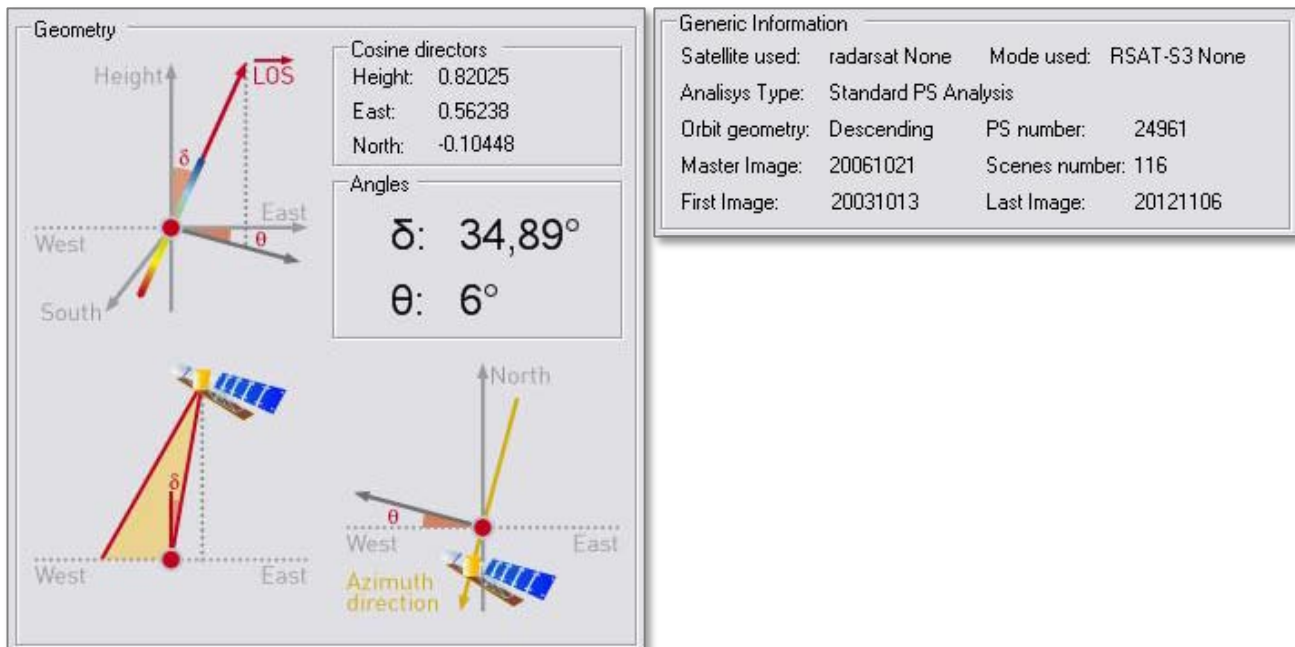 Geometry
Height
LOS
δ
East
West
θ
South
Cosine directors
Height: 0.82025
East: 0.56238
North: -0.10448
Angles
δ: 34,89°
θ: 6°
δ
West East
North
θ
West East
Azimuth
direction
Generic Information
Satellite used: radarsat None Mode used: RSAT-S3 None
Analisys Type: Standard PS Analysis
Orbit geometry: Descending PS number: 24961
Master Image: 20061021 Scenes number: 116
First Image: 20031013 Last Image: 20121106